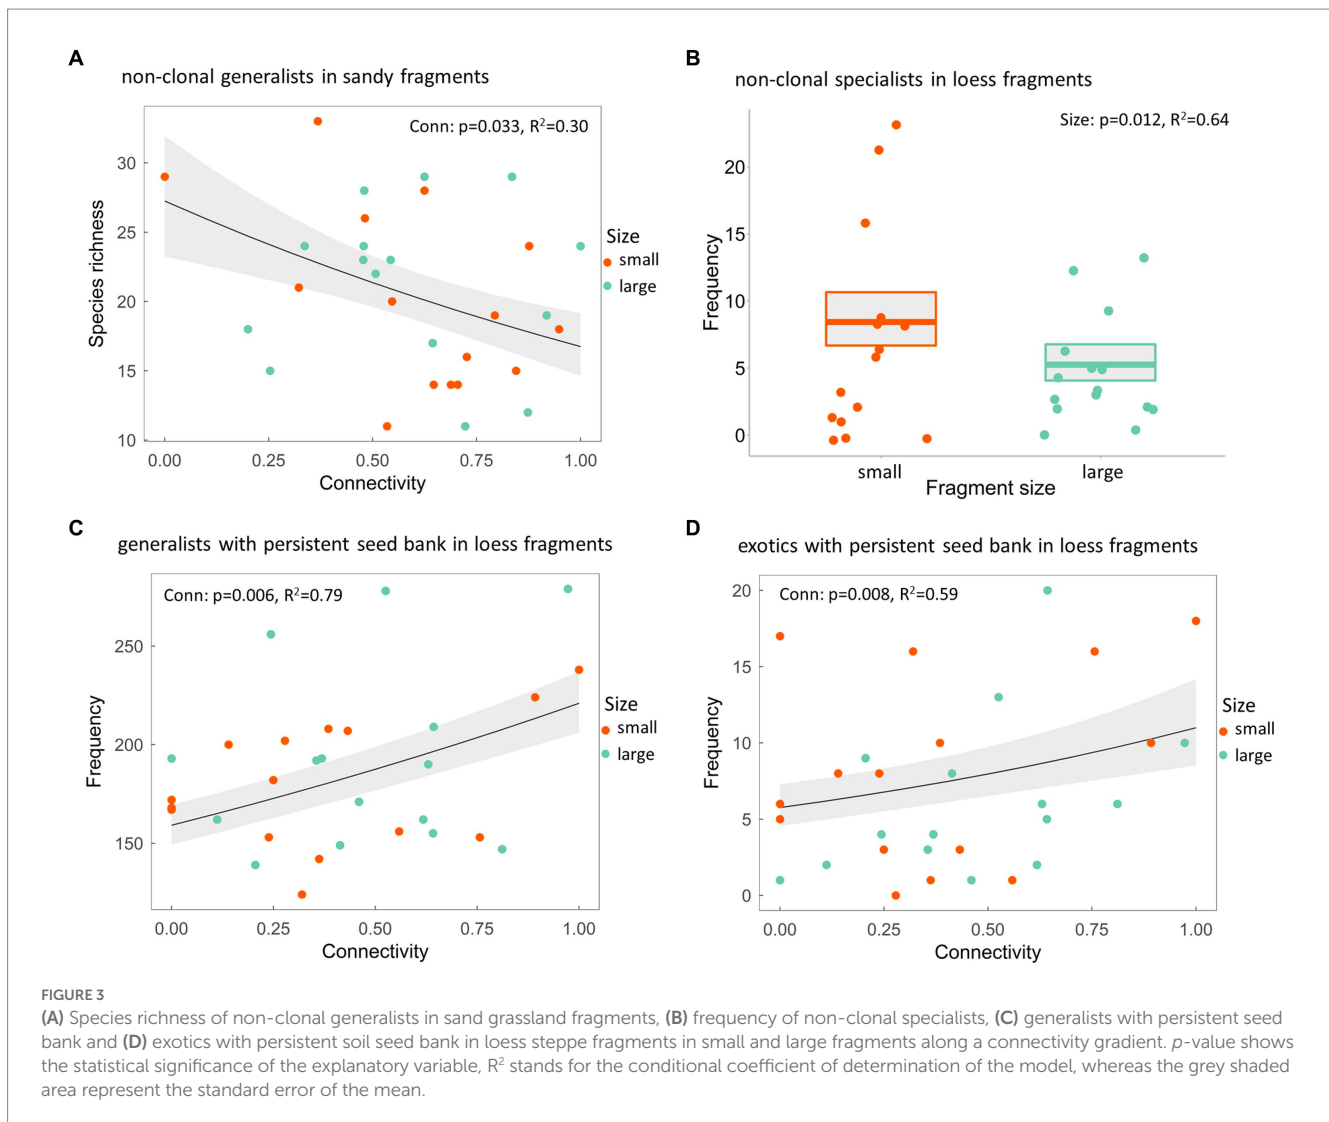 A
non-clonal generalists in sandy fragments
Conn: p=0.033, R²=0.30
Species richness
30
25
20
15
10
0.00 0.25 0.50 0.75 1.00
Connectivity
Size
small
large
B
non-clonal specialists in loess fragments
Size: p=0.012, R²=0.64
Frequency
20
15
10
5
0
small large
Fragment size
C
generalists with persistent seed bank in loess fragments
Conn: p=0.006, R²=0.79
Frequency
250
200
150
0.00 0.25 0.50 0.75 1.00
Connectivity
Size
small
large
D
exotics with persistent seed bank in loess fragments
Conn: p=0.008, R²=0.59
Frequency
20
15
10
5
0
0.00 0.25 0.50 0.75 1.00
Connectivity
Size
small
large
FIGURE 3
(A) Species richness of non-clonal generalists in sand grassland fragments, (B) frequency of non-clonal specialists, (C) generalists with persistent seed
bank and (D) exotics with persistent soil seed bank in loess steppe fragments in small and large fragments along a connectivity gradient. p-value shows
the statistical significance of the explanatory variable, R² stands for the conditional coefficient of determination of the model, whereas the grey shaded
area represent the standard error of the mean.